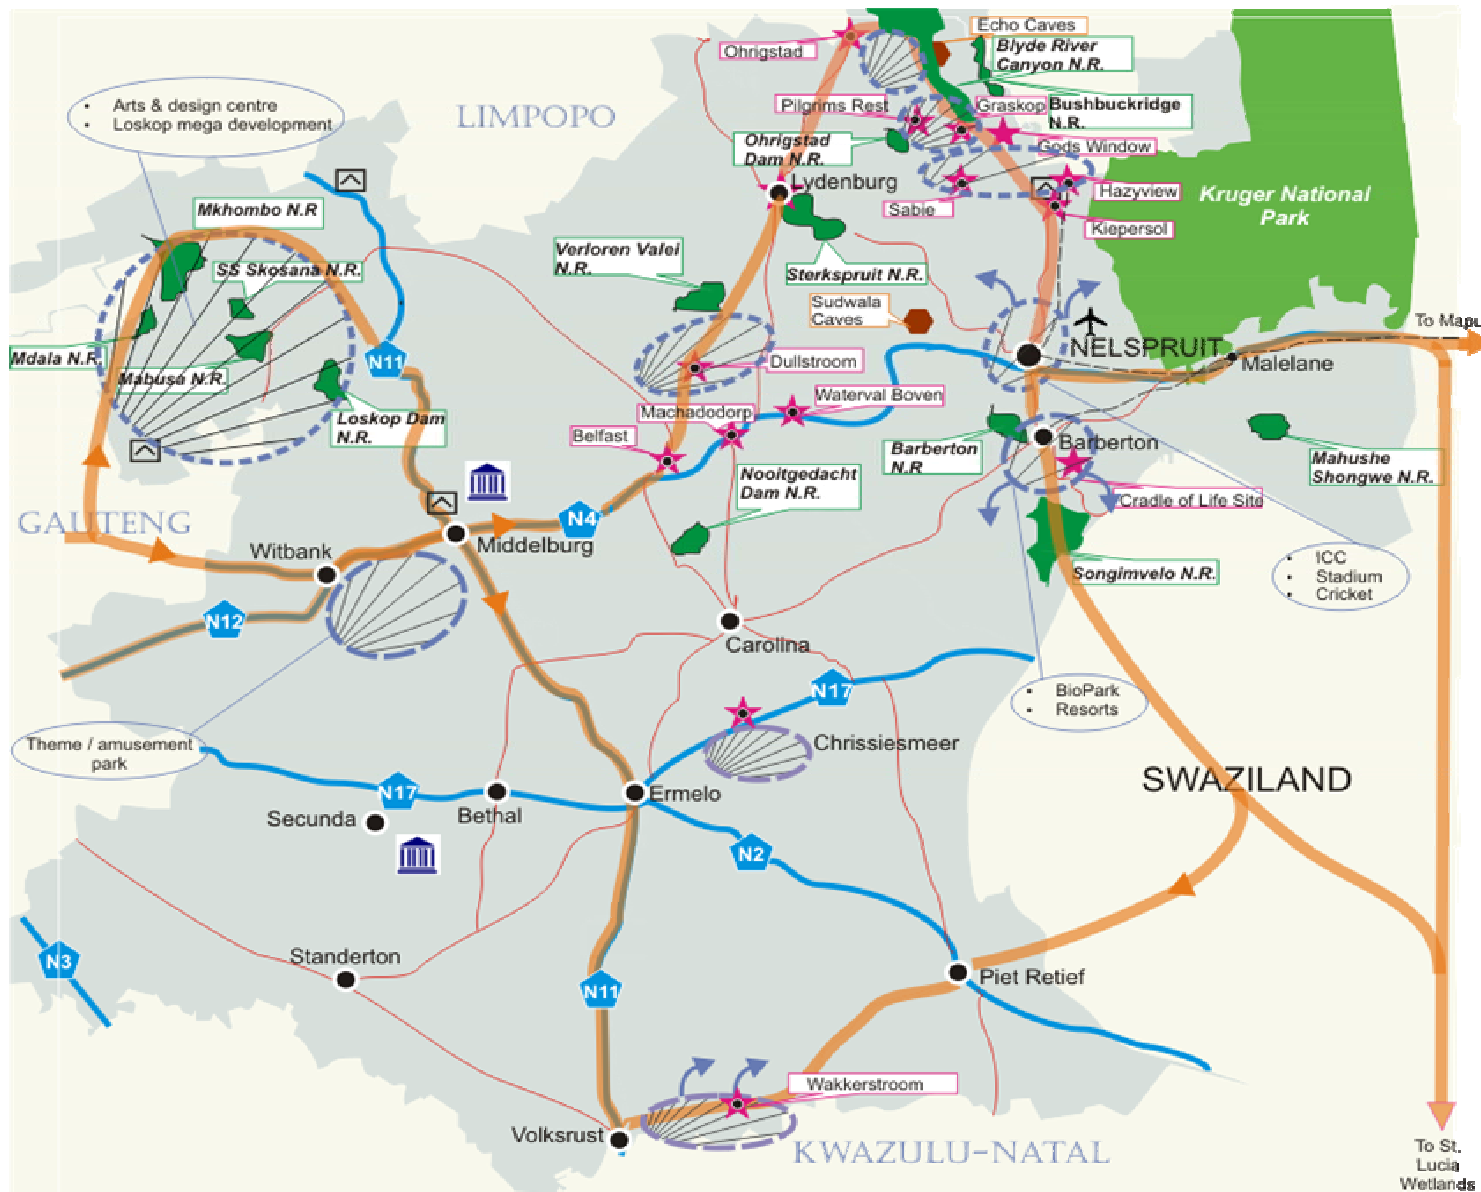 Echo Caves
Ohrigstad
Blyde River
Canyon N.R.
• Arts & design centre
• Loskop mega development
LIMPOPO
Pilgrims Rest
Graskop
Bushbuckridge
N.R.
Ohrigstad
Dam N.R.
Gods Window
Lydenburg
Hazyview
Kruger National
Park
Mkhombo N.R
Sabie
Kiepersol
Verloren Valei
N.R.
SS Skosana N.R.
Sterkspruit N.R.
Sudwala
Caves
To Mapu
Mdala N.R.
N11
NELSPRUIT
Malelane
Mabusa N.R.
Dullstroom
Loskop Dam
N.R.
Machadodorp
Waterval Boven
Belfast
Barberton
N.R
Barberton
Mahushe
Shongwe N.R.
Nooitgedacht
Dam N.R.
Cradle of Life Site
GAUTENG
N4
Witbank
Middelburg
• ICC
• Stadium
• Cricket
Songimvelo N.R.
N12
Carolina
N17
• BioPark
• Resorts
Theme / amusement
park
Chrissiesmeer
SWAZILAND
N17
Ermelo
Secunda
Bethal
N2
Standerton
N3
N11
Piet Retief
Wakkerstroom
Volksrust
KWAZULU-NATAL
To St.
Lucia
Wetlands